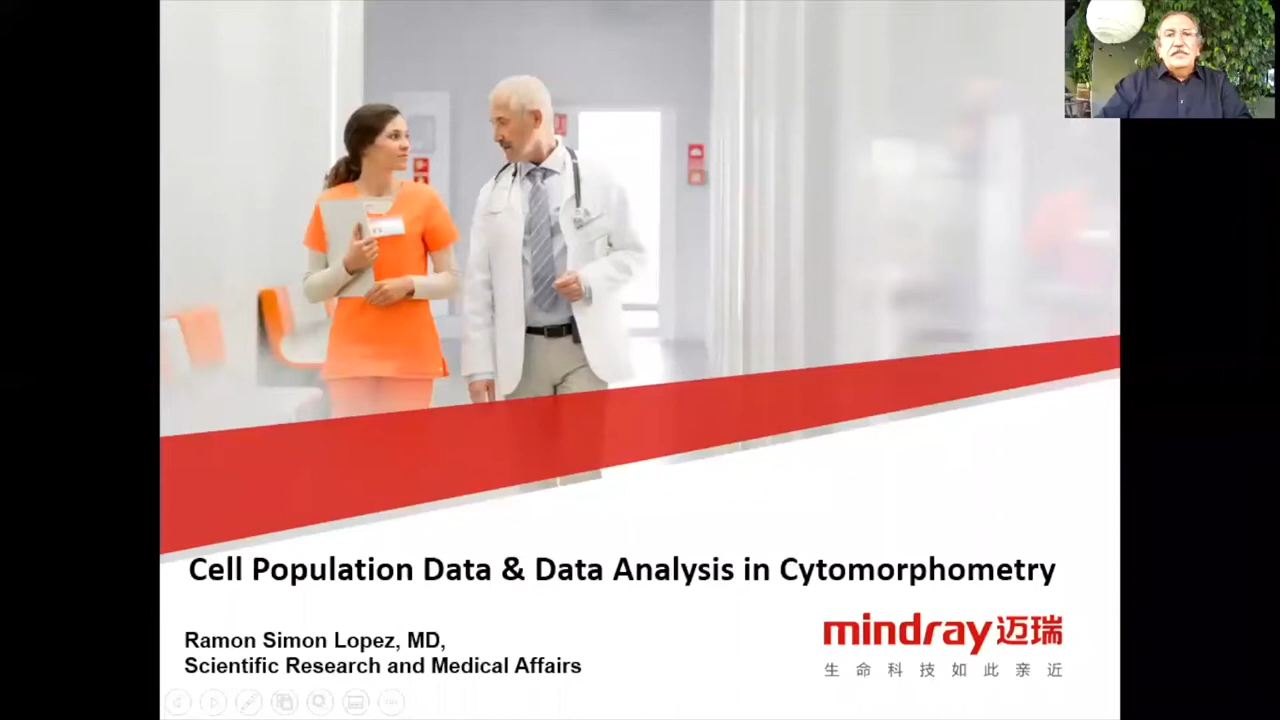 Cell Population Data & Data Analysis in Cytomorphometry
Ramon Simon Lopez, MD,
Scientific Research and Medical Affairs
mindray迈瑞
生命科技如此亲近